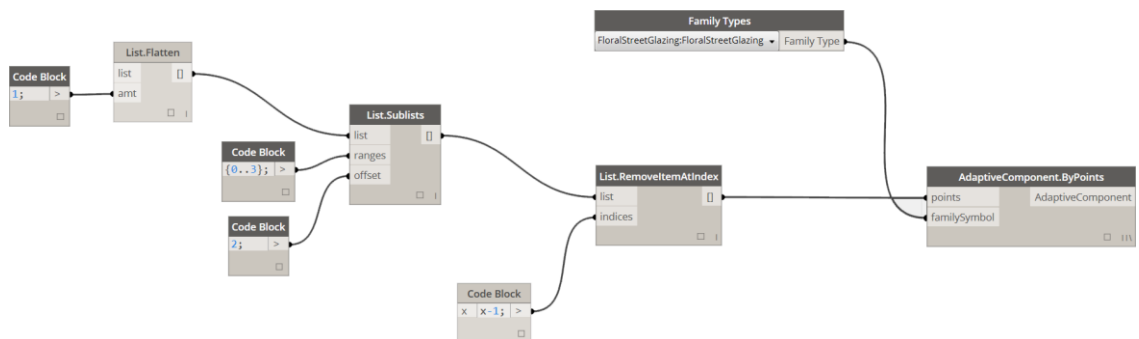 Family Types
FloralStreetGlazing:FloralStreetGlazing
Family Type
List.Flatten
list
[]
amt
Code Block
1;
>
List.Sublists
list
[]
ranges
offset
Code Block
{0..3};
>
Code Block
2;
>
List.RemoveItemAtIndex
list
[]
indices
AdaptiveComponent.ByPoints
points
AdaptiveComponent
familySymbol
Code Block
x
x-1;
>